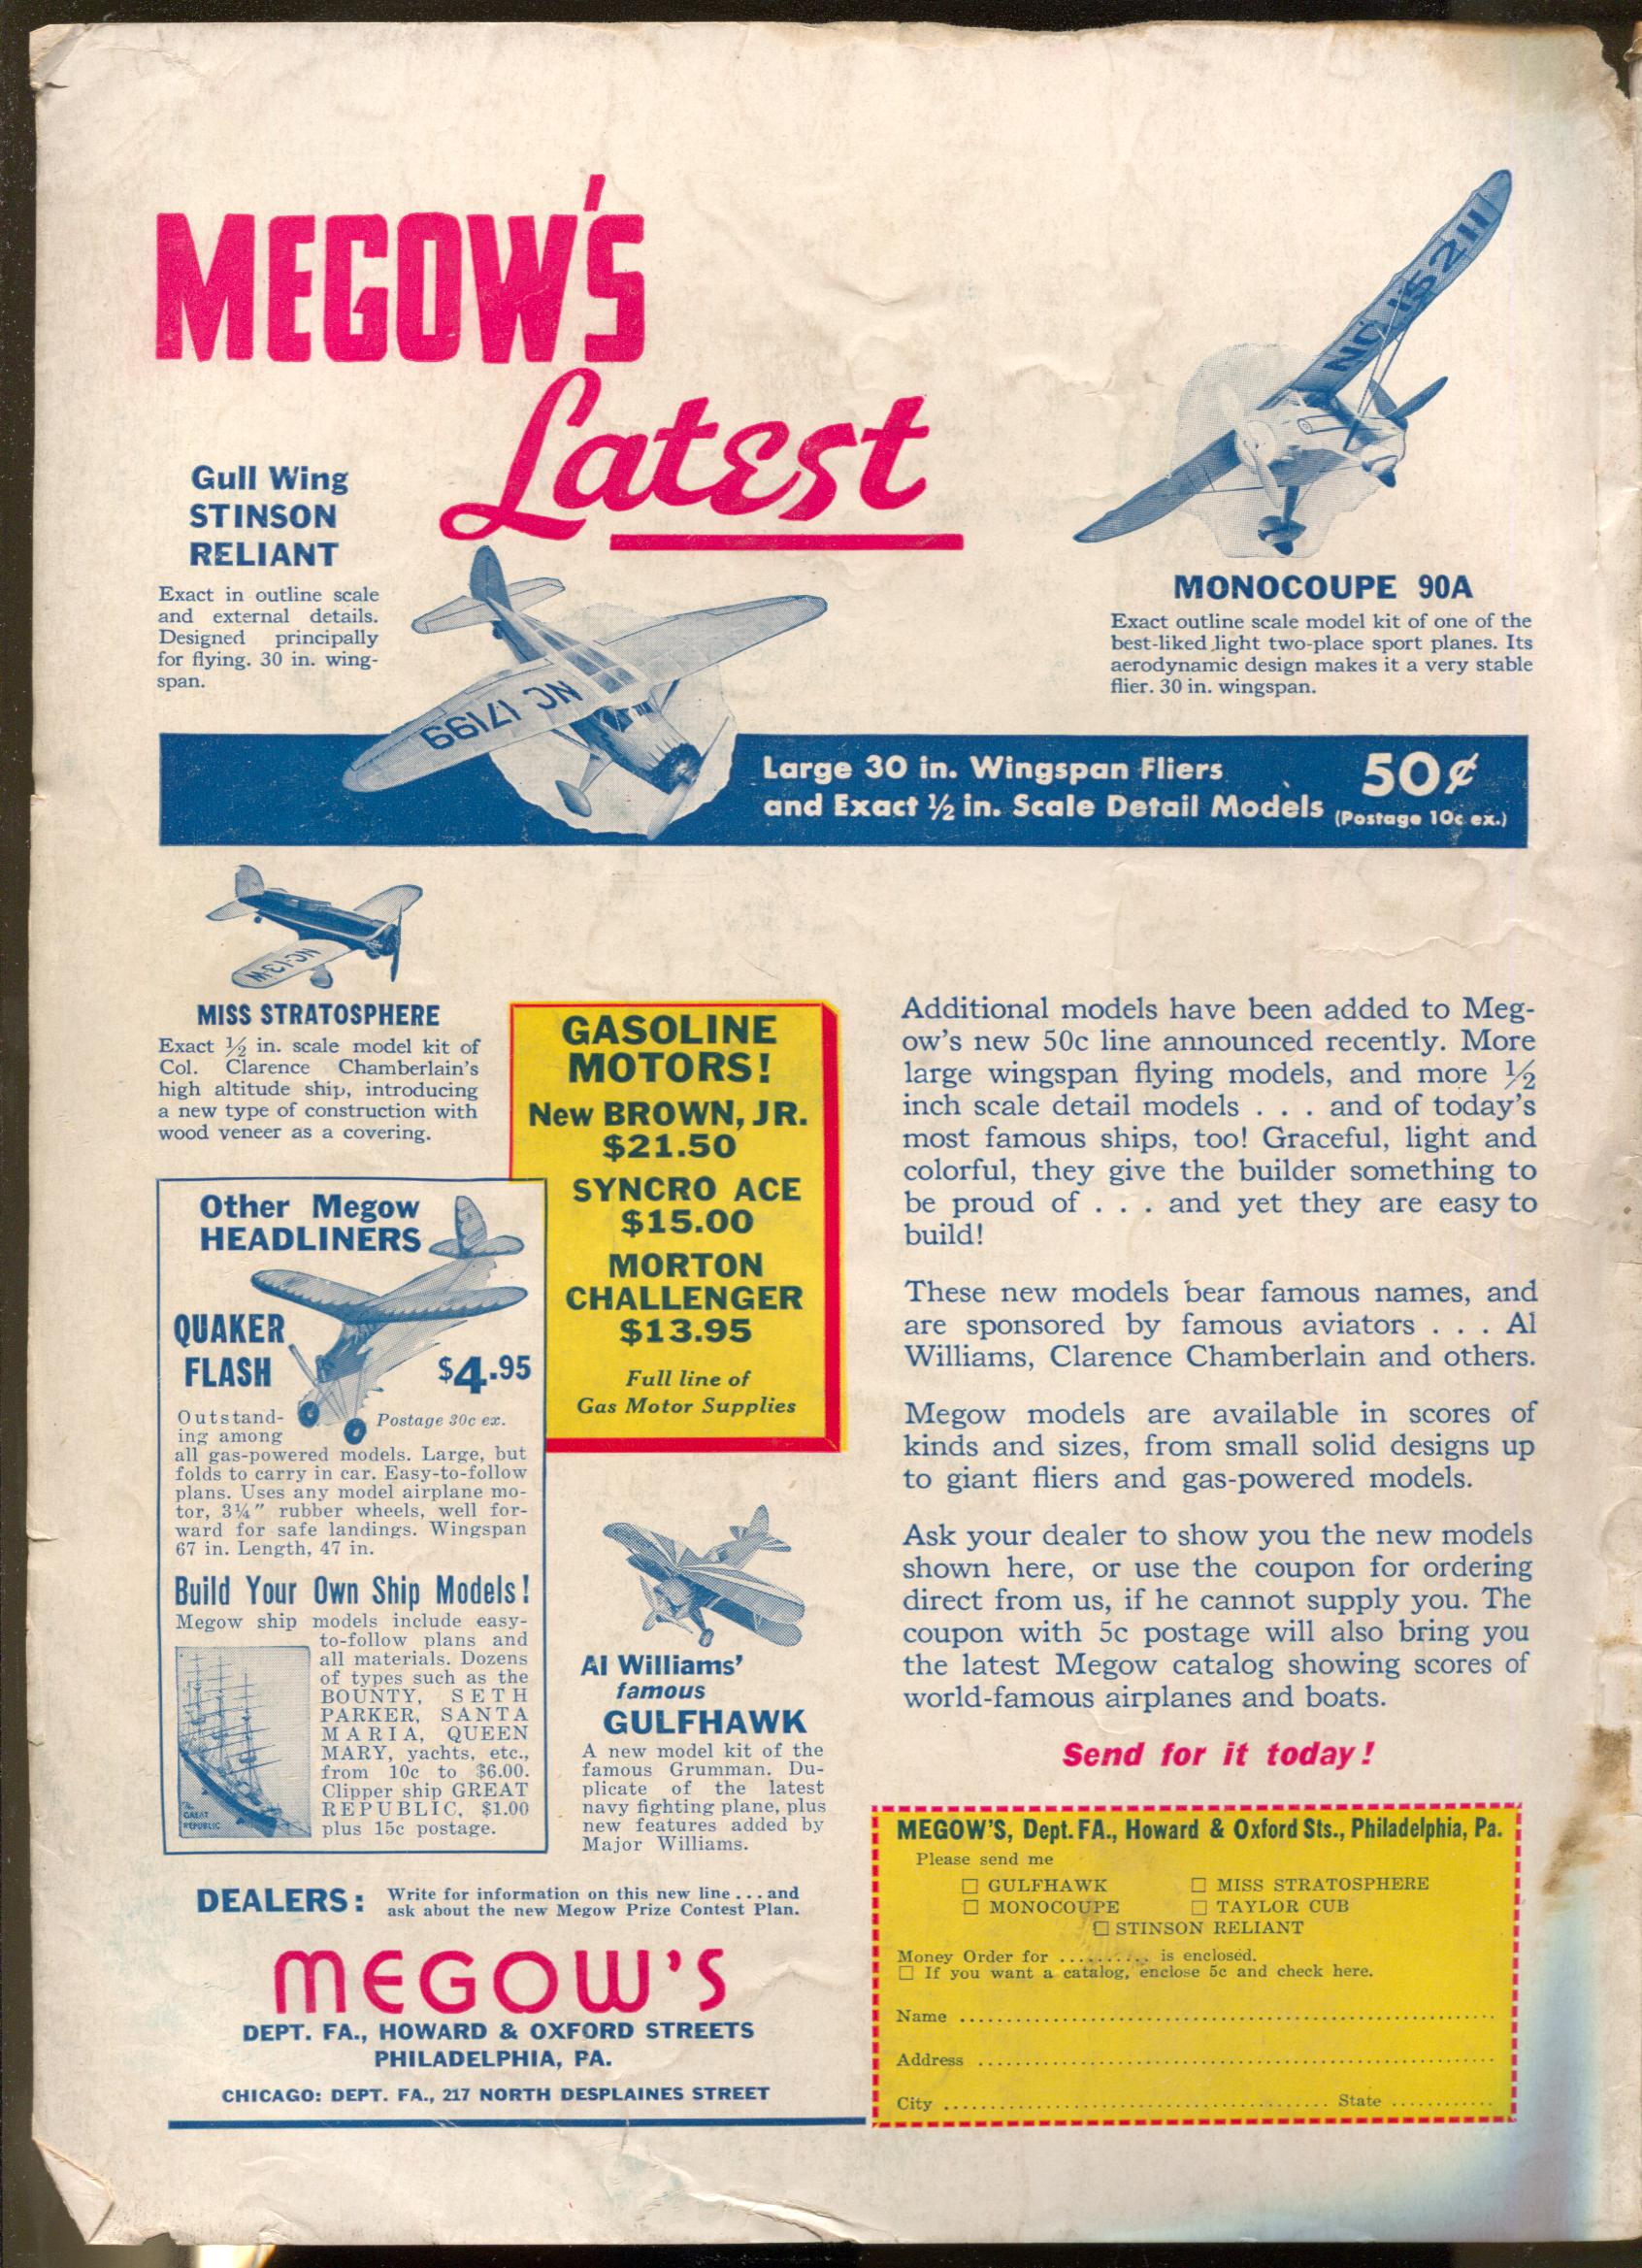 MEGOW'S
Latest
Gull Wing
STINSON
RELIANT
Exact in outline scale
and external details.
Designed principally
for flying. 30 in. wing-
span.
NC 17199
NC 15211
MONOCOUPE 90A
Exact outline scale model kit of one of the
best-liked light two-place sport planes. Its
aerodynamic design makes it a very stable
flier. 30 in. wingspan.
Large 30 in. Wingspan Fliers
and Exact ½ in. Scale Detail Models
50¢
(Postage 10c ex.)
NC-13-W
MISS STRATOSPHERE
Exact ½ in. scale model kit of
Col. Clarence Chamberlain's
high altitude ship, introducing
a new type of construction with
wood veneer as a covering.
GASOLINE
MOTORS!
New BROWN, JR.
$21.50
SYNCRO ACE
$15.00
MORTON
CHALLENGER
$13.95
Full line of
Gas Motor Supplies
Other Megow
HEADLINERS
QUAKER
FLASH
$4.95
Postage 30c ex.
Outstand-
ing among
all gas-powered models. Large, but
folds to carry in car. Easy-to-follow
plans. Uses any model airplane mo-
tor, 3¼" rubber wheels, well for-
ward for safe landings. Wingspan
67 in. Length, 47 in.
Build Your Own Ship Models!
Megow ship models include easy-
to-follow plans and
all materials. Dozens
of types such as the
BOUNTY, SETH
PARKER, SANTA
MARIA, QUEEN
MARY, yachts, etc.,
from 10c to $6.00.
Clipper ship GREAT
REPUBLIC, $1.00
plus 15c postage.
The
GREAT
REPUBLIC
Al Williams'
famous
GULFHAWK
A new model kit of the
famous Grumman. Du-
plicate of the latest
navy fighting plane, plus
new features added by
Major Williams.
Additional models have been added to Meg-
ow's new 50c line announced recently. More
large wingspan flying models, and more ½
inch scale detail models . . . and of today's
most famous ships, too! Graceful, light and
colorful, they give the builder something to
be proud of . . . and yet they are easy to
build!
These new models bear famous names, and
are sponsored by famous aviators . . . Al
Williams, Clarence Chamberlain and others.
Megow models are available in scores of
kinds and sizes, from small solid designs up
to giant fliers and gas-powered models.
Ask your dealer to show you the new models
shown here, or use the coupon for ordering
direct from us, if he cannot supply you. The
coupon with 5c postage will also bring you
the latest Megow catalog showing scores of
world-famous airplanes and boats.
Send for it today!
DEALERS: Write for information on this new line . . . and
ask about the new Megow Prize Contest Plan.
MEGOW'S
DEPT. FA., HOWARD & OXFORD STREETS
PHILADELPHIA, PA.
CHICAGO: DEPT. FA., 217 NORTH DESPLAINES STREET
MEGOW'S, Dept. FA., Howard & Oxford Sts., Philadelphia, Pa.
Please send me
☐ GULFHAWK ☐ MISS STRATOSPHERE
☐ MONOCOUPE ☐ TAYLOR CUB
☐ STINSON RELIANT
Money Order for .......... is enclosed.
☐ If you want a catalog, enclose 5c and check here.
Name ..........
Address ..........
City .......... State ..........